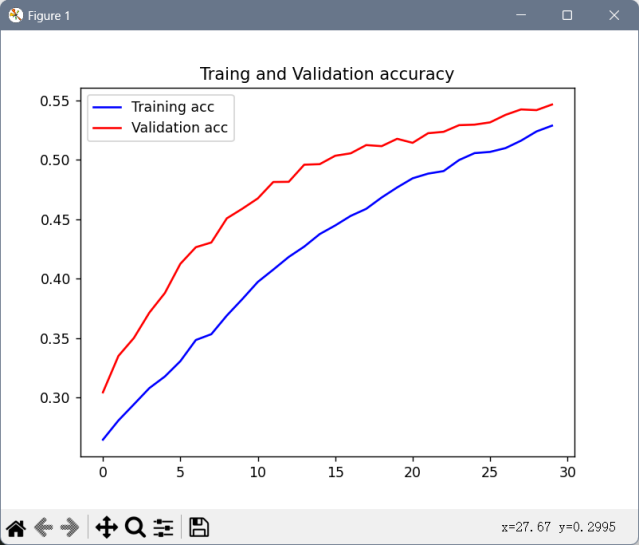 Figure 1
Traing and Validation accuracy
Training acc
Validation acc
0.55
0.50
0.45
0.40
0.35
0.30
0 5 10 15 20 25 30
x=27.67 y=0.2995